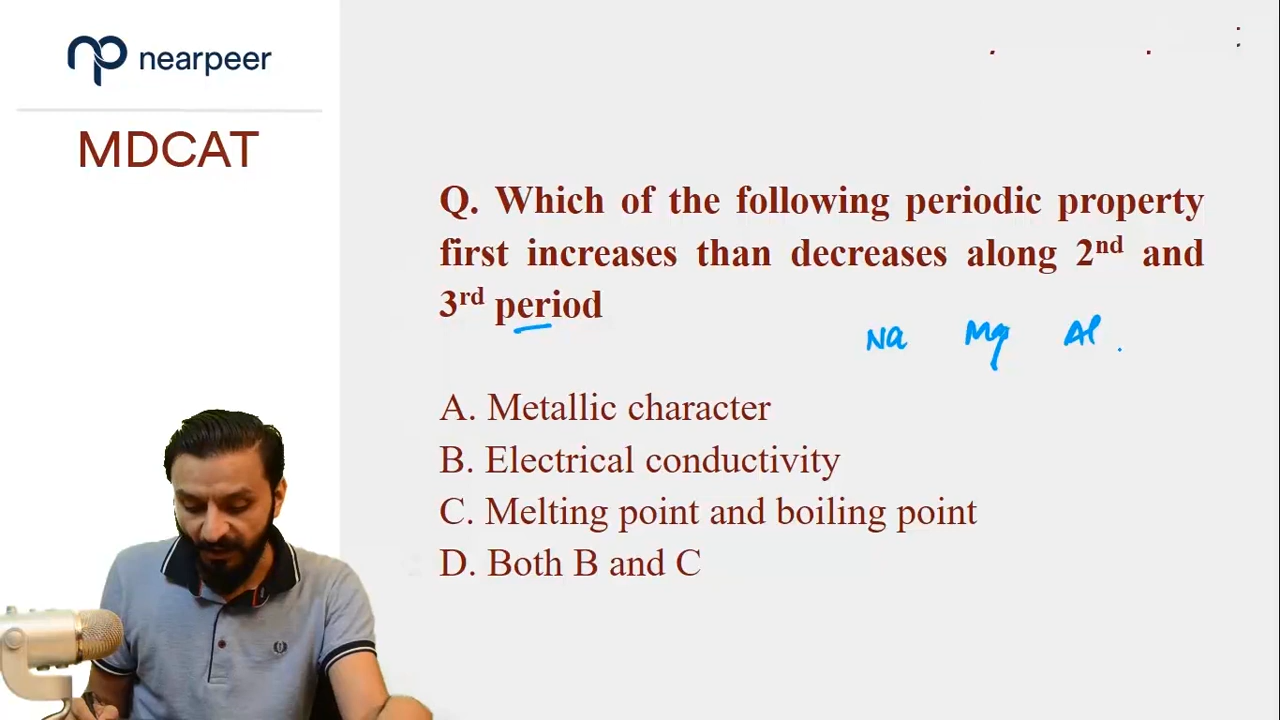 nearpeer
MDCAT
Q. Which of the following periodic property
first increases than decreases along 2nd and
3rd period
Na Mg Al
A. Metallic character
B. Electrical conductivity
C. Melting point and boiling point
D. Both B and C